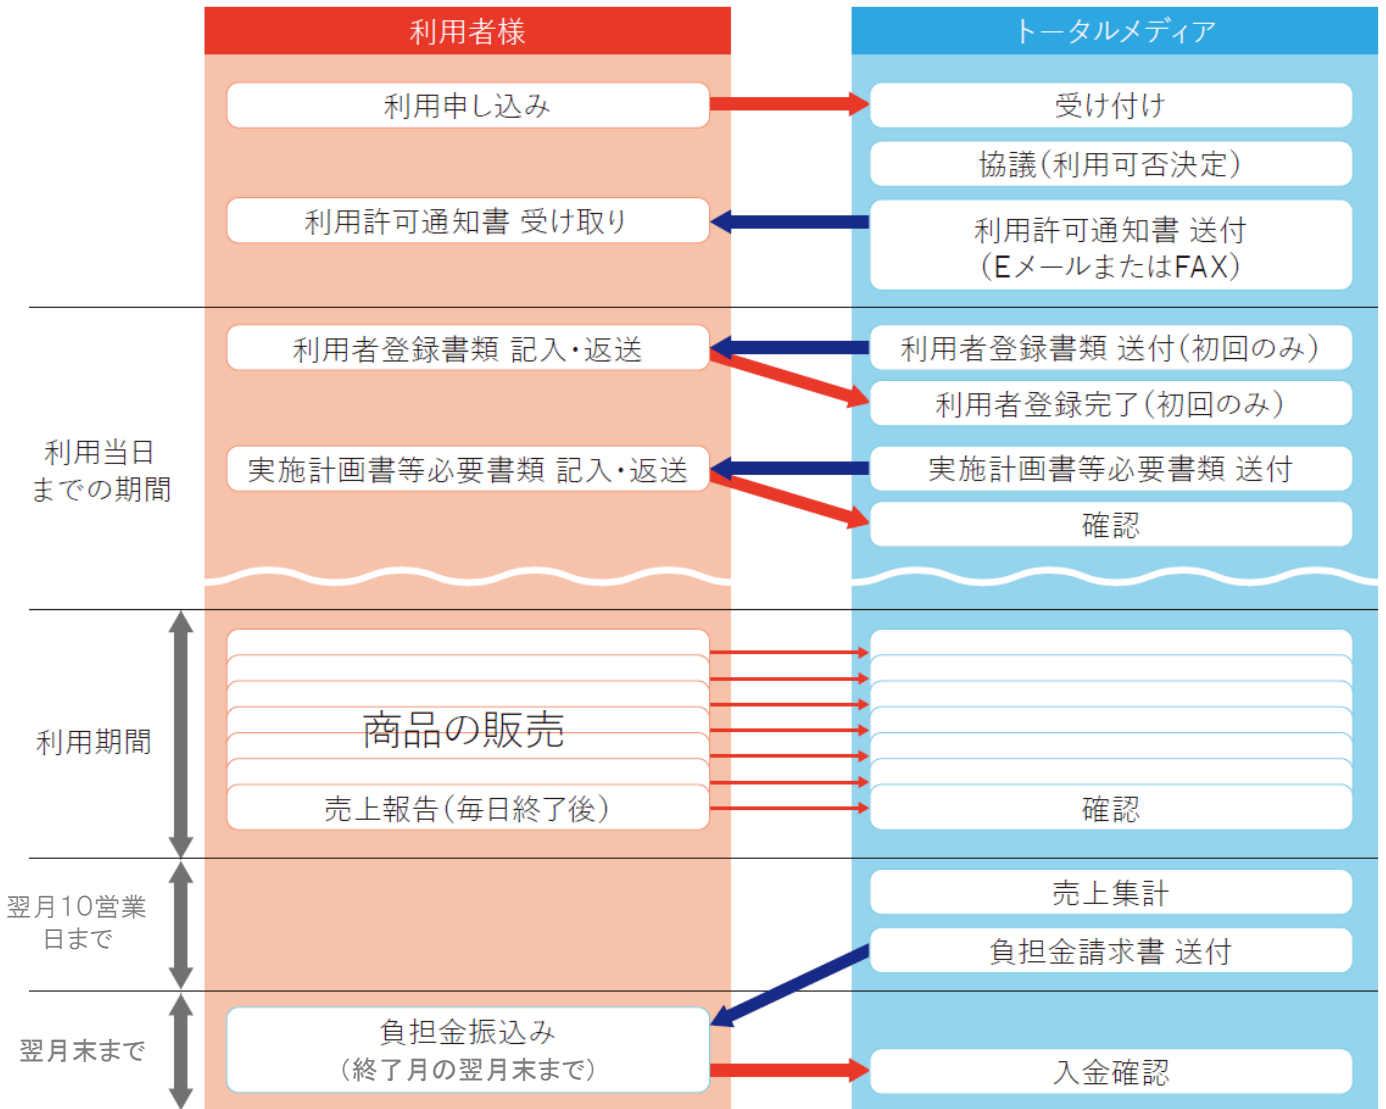 利用者様
トータルメディア
利用申し込み
受け付け
協議(利用可否決定)
利用許可通知書 受け取り
利用許可通知書 送付
(EメールまたはFAX)
利用当日
までの期間
利用者登録書類 記入・返送
利用者登録書類 送付(初回のみ)
利用者登録完了(初回のみ)
実施計画書等必要書類 記入・返送
実施計画書等必要書類 送付
確認
利用期間
商品の販売
売上報告(毎日終了後)
確認
翌月10営業
日まで
売上集計
負担金請求書 送付
翌月末まで
負担金振込み
(終了月の翌月末まで)
入金確認